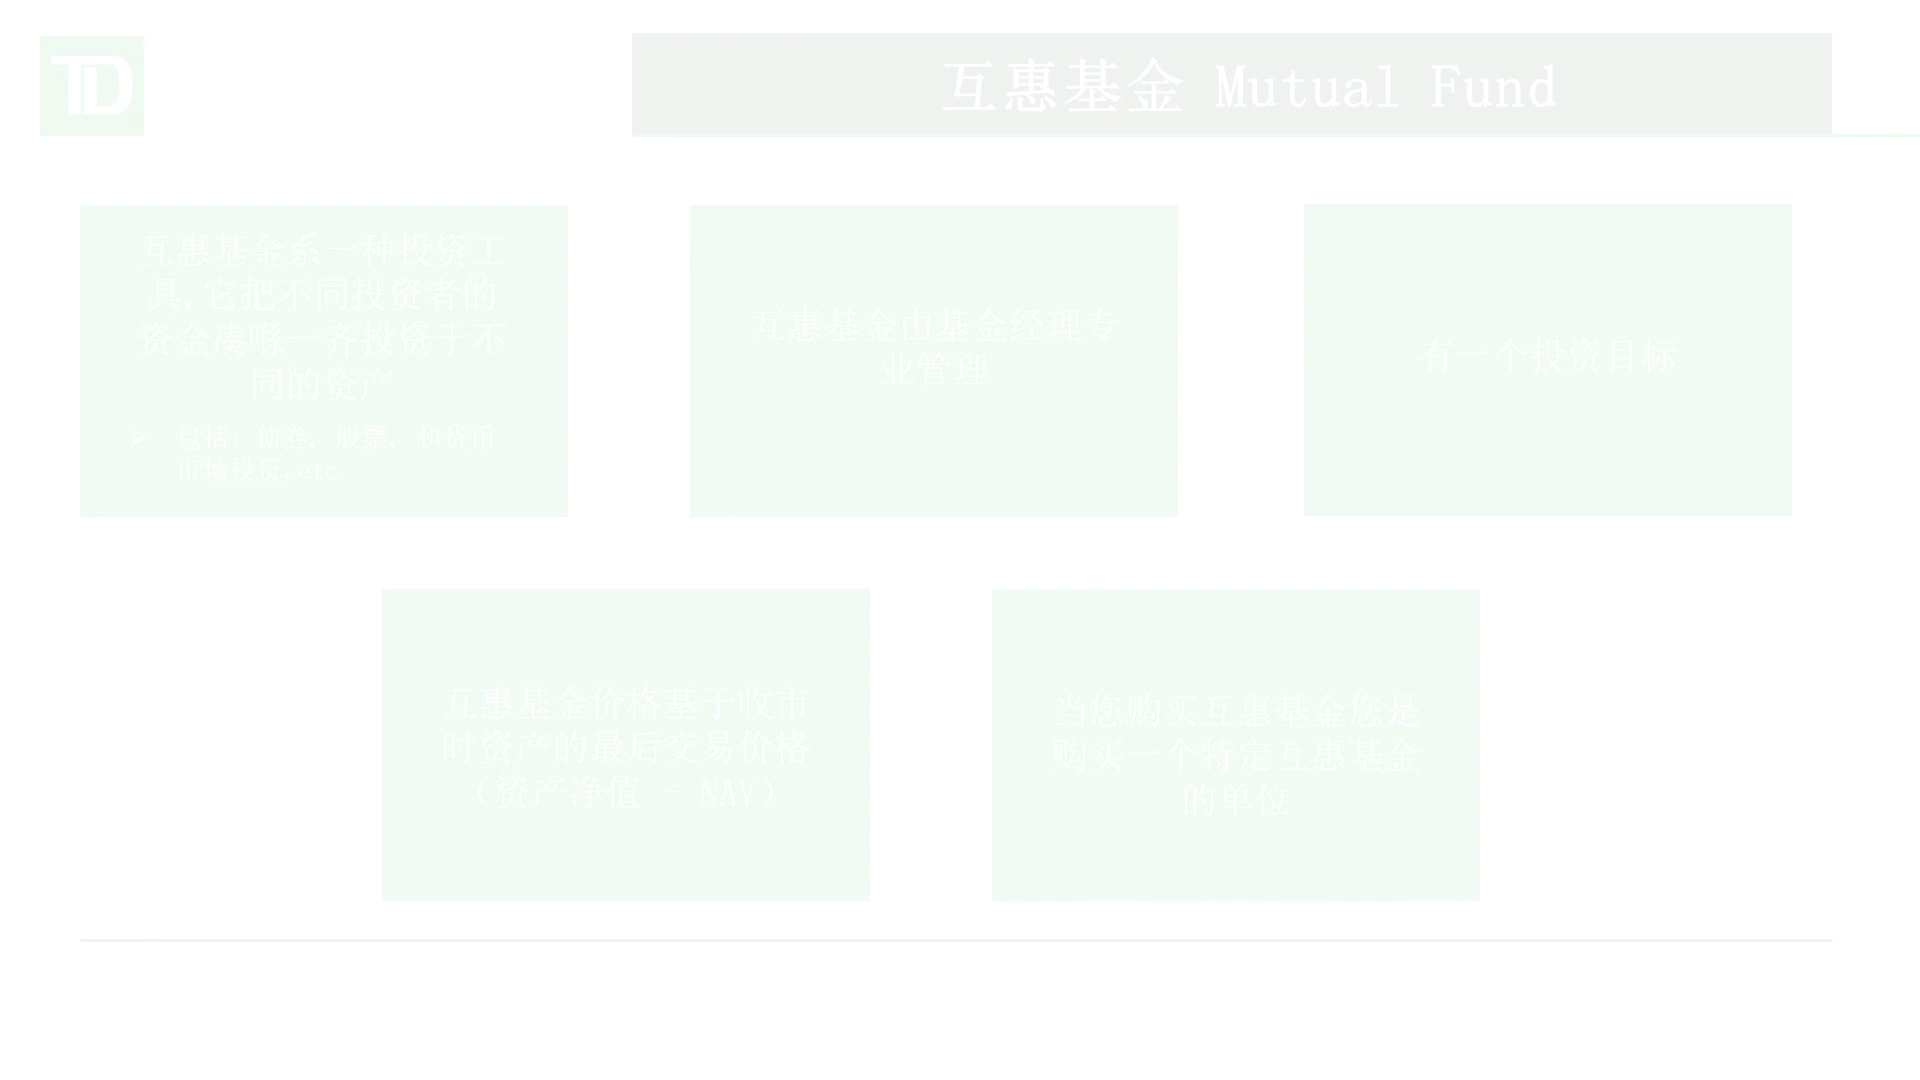 TD
互惠基金 Mutual Fund
互惠基金系一种投资工
具,它把不同投资者的
资金凑喺一齐投资于不
同的资产
➢ 包括: 债券, 股票, 和货币
市场投资,etc.
互惠基金由基金经理专
业管理
有一个投资目标
互惠基金价格基于收市
时资产的最后交易价格
(资产净值 – NAV)
当您购买互惠基金您是
购买一个特定互惠基金
的单位